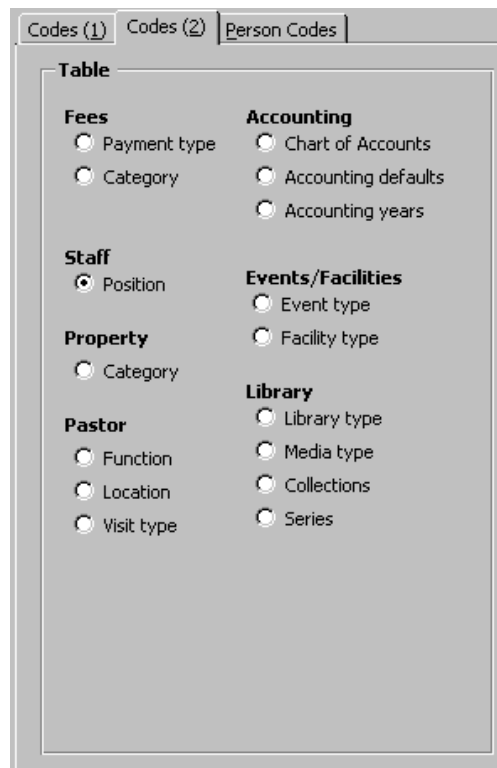 Codes (1) Codes (2) Person Codes
Table
Fees
Payment type
Category
Staff
Position
Property
Category
Pastor
Function
Location
Visit type
Accounting
Chart of Accounts
Accounting defaults
Accounting years
Events/Facilities
Event type
Facility type
Library
Library type
Media type
Collections
Series